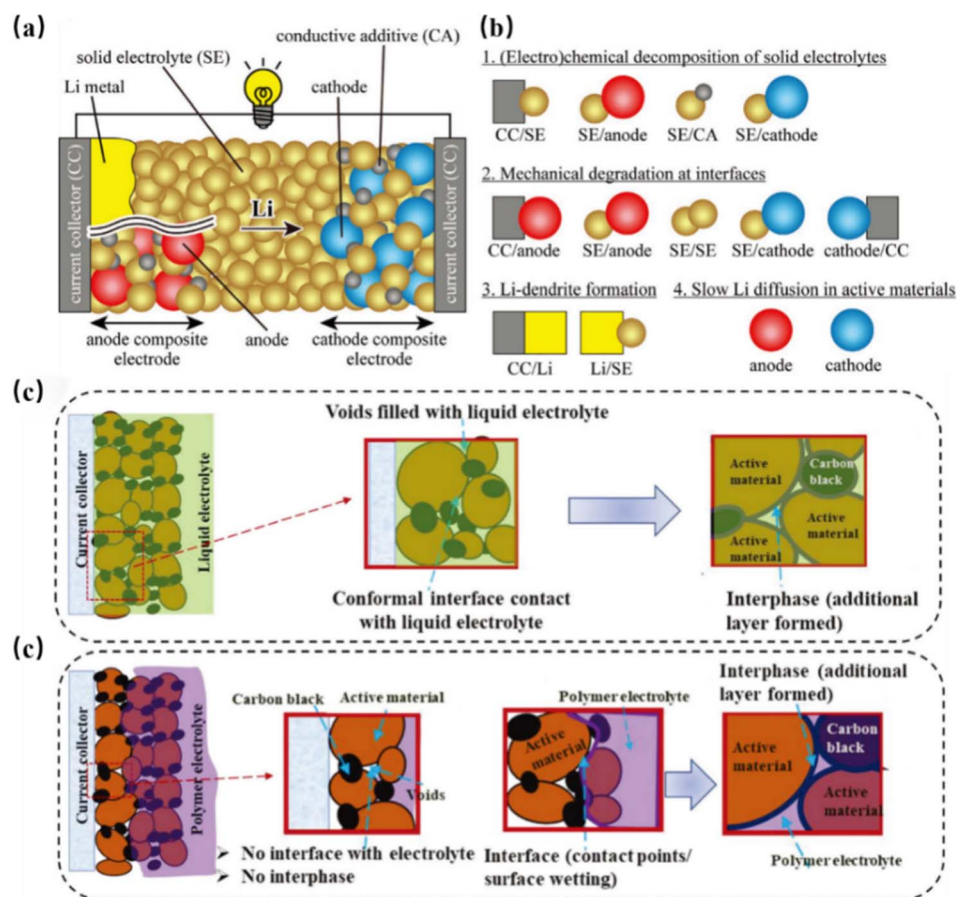 (a)
solid electrolyte (SE)
conductive additive (CA)
Li metal
cathode
current collector (CC)
Li
current collector (CC)
anode composite
electrode
anode
cathode composite
electrode
(b)
1. (Electro)chemical decomposition of solid electrolytes
CC/SE
SE/anode
SE/CA
SE/cathode
2. Mechanical degradation at interfaces
CC/anode
SE/anode
SE/SE
SE/cathode
cathode/CC
3. Li-dendrite formation
CC/Li
Li/SE
4. Slow Li diffusion in active materials
anode
cathode
(c)
Current collector
Liquid electrolyte
Voids filled with liquid electrolyte
Conformal interface contact
with liquid electrolyte
Active
material
Carbon
black
Active
material
Active
material
Interphase (additional
layer formed)
(c)
Current collector
Polymer electrolyte
Carbon black
Active material
Voids
➢ No interface with electrolyte
➢ No interphase
Polymer electrolyte
Active
material
Interface (contact points/
surface wetting)
Interphase (additional
layer formed)
Active
material
Carbon
black
Active
material
Polymer electrolyte